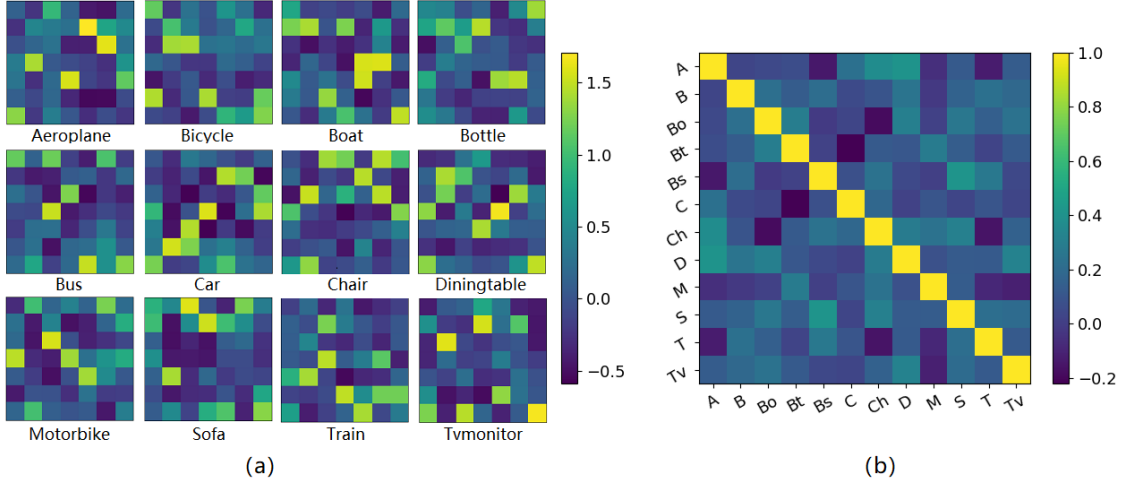 Aeroplane Bicycle Boat Bottle
Bus Car Chair Diningtable
Motorbike Sofa Train Tvmonitor
1.5
1.0
0.5
0.0
−0.5
(a)
A
B
Bo
Bt
Bs
C
Ch
D
M
S
T
Tv
A B Bo Bt Bs C Ch D M S T Tv
1.0
0.8
0.6
0.4
0.2
0.0
−0.2
(b)